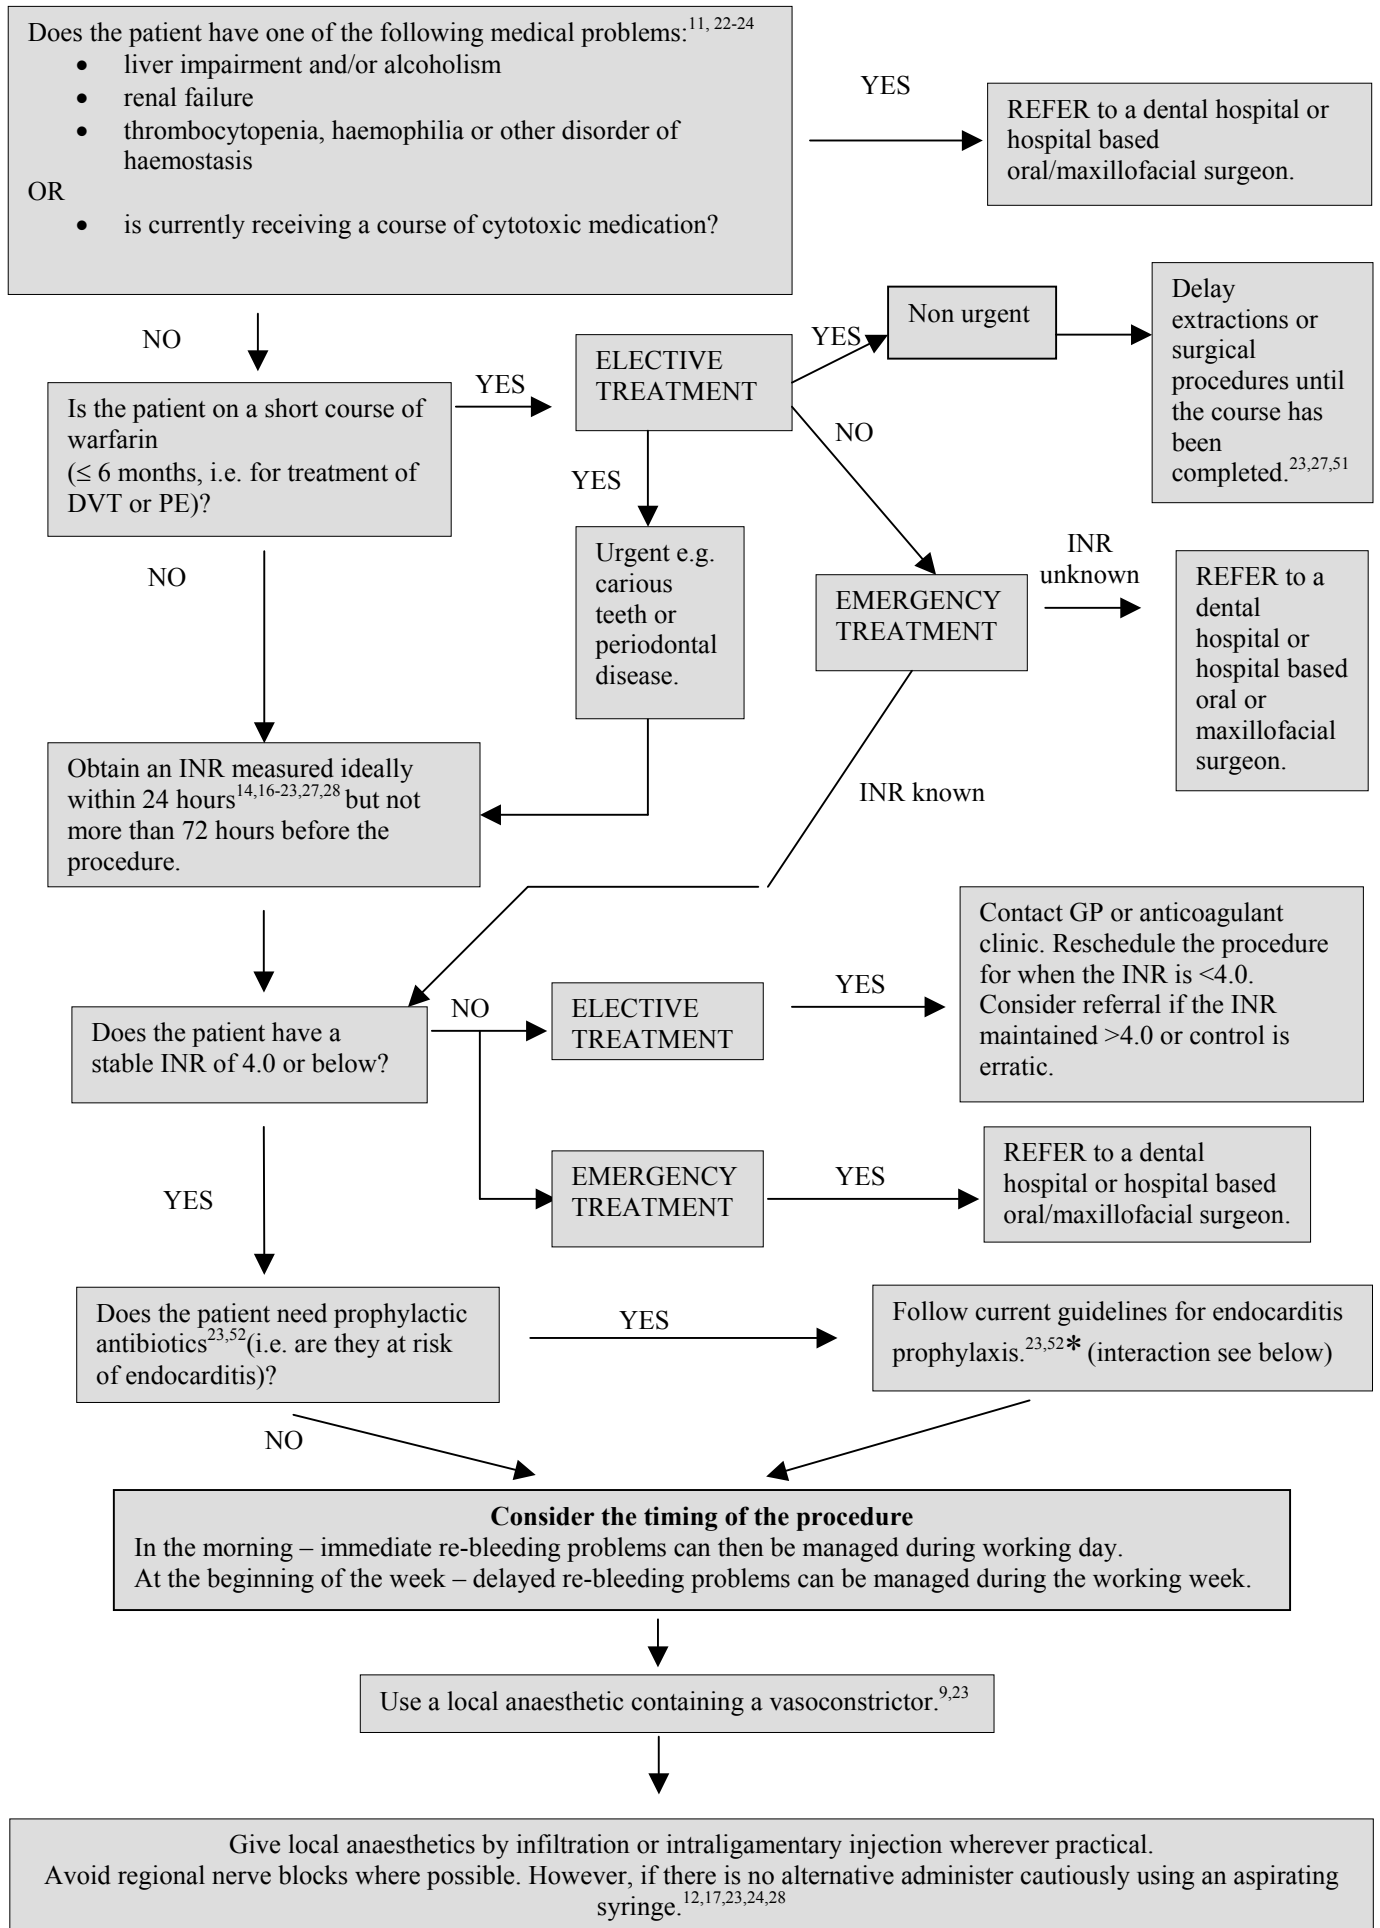 Does the patient have one of the following medical problems:11, 22-24
• liver impairment and/or alcoholism
• renal failure
• thrombocytopenia, haemophilia or other disorder of
haemostasis
OR
• is currently receiving a course of cytotoxic medication?
YES
REFER to a dental hospital or
hospital based
oral/maxillofacial surgeon.
NO
Is the patient on a short course of
warfarin
(≤ 6 months, i.e. for treatment of
DVT or PE)?
YES
ELECTIVE
TREATMENT
YES
Non urgent
Delay
extractions or
surgical
procedures until
the course has
been
completed.23,27,51
NO
YES
Urgent e.g.
carious
teeth or
periodontal
disease.
EMERGENCY
TREATMENT
INR
unknown
REFER to a
dental
hospital or
hospital based
oral or
maxillofacial
surgeon.
NO
INR known
Obtain an INR measured ideally
within 24 hours14,16-23,27,28 but not
more than 72 hours before the
procedure.
Does the patient have a
stable INR of 4.0 or below?
NO
ELECTIVE
TREATMENT
YES
Contact GP or anticoagulant
clinic. Reschedule the procedure
for when the INR is <4.0.
Consider referral if the INR
maintained >4.0 or control is
erratic.
EMERGENCY
TREATMENT
YES
REFER to a dental
hospital or hospital based
oral/maxillofacial surgeon.
YES
Does the patient need prophylactic
antibiotics23,52(i.e. are they at risk
of endocarditis)?
YES
Follow current guidelines for endocarditis
prophylaxis.23,52* (interaction see below)
NO
Consider the timing of the procedure
In the morning – immediate re-bleeding problems can then be managed during working day.
At the beginning of the week – delayed re-bleeding problems can be managed during the working week.
Use a local anaesthetic containing a vasoconstrictor.9,23
Give local anaesthetics by infiltration or intraligamentary injection wherever practical.
Avoid regional nerve blocks where possible. However, if there is no alternative administer cautiously using an aspirating
syringe.12,17,23,24,28